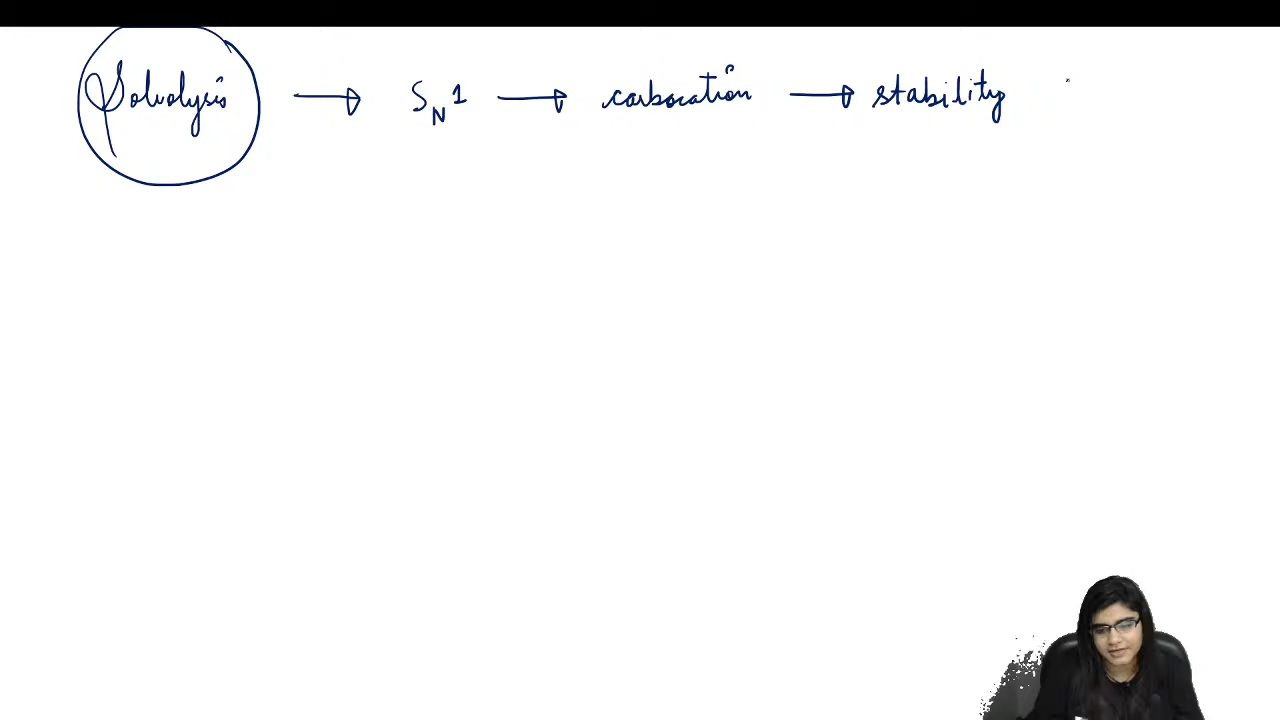 Solvolysis → SN1 → carbocation → stability